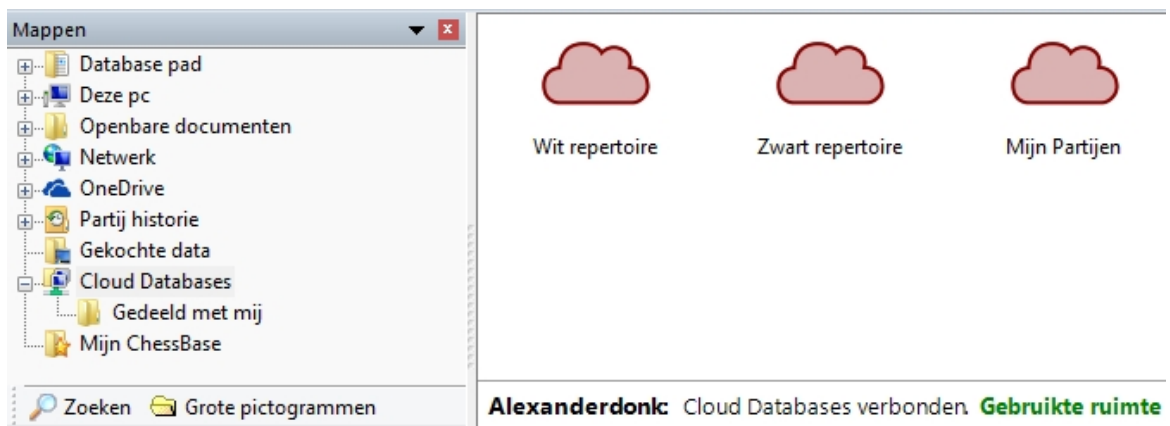 Mappen
Database pad
Deze pc
Openbare documenten
Netwerk
OneDrive
Partij historie
Gekochte data
Cloud Databases
Gedeeld met mij
Mijn ChessBase
Zoeken Grote pictogrammen
Wit repertoire Zwart repertoire Mijn Partijen
Alexanderdonk: Cloud Databases verbonden. Gebruikte ruimte